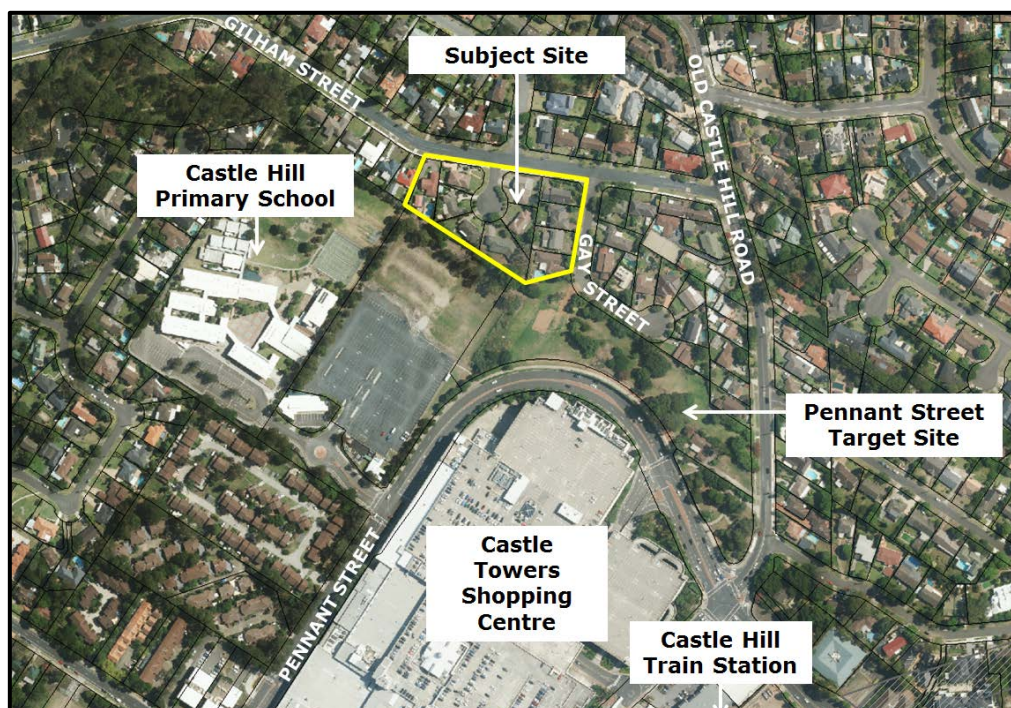 GILHAM STREET
Subject Site
OLD CASTLE HILL ROAD
Castle Hill
Primary School
GAY STREET
Pennant Street
Target Site
PENNANT STREET
Castle
Towers
Shopping
Centre
Castle Hill
Train Station